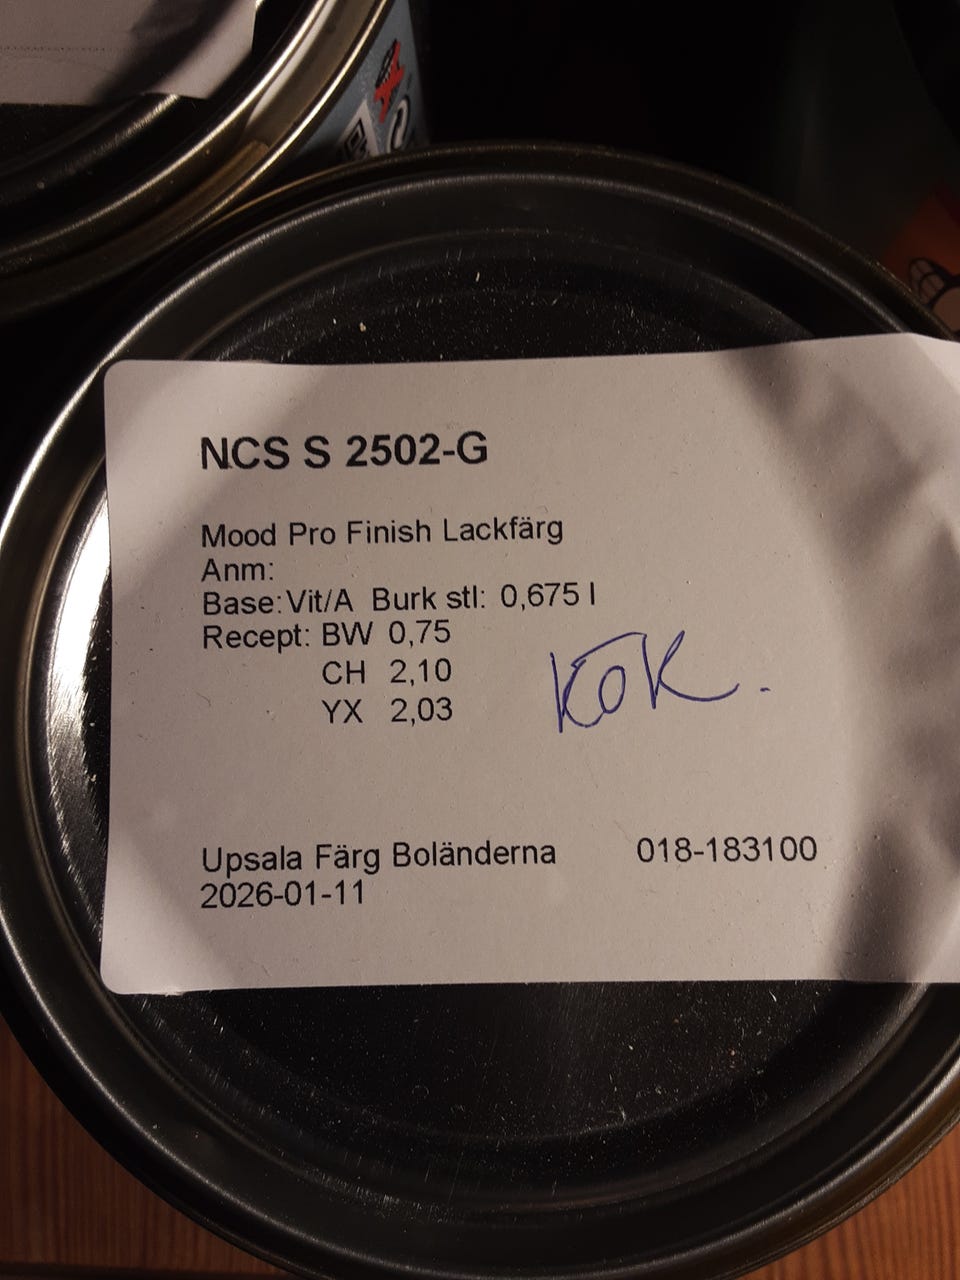 NCS S 2502-G
Mood Pro Finish Lackfärg
Anm:
Base: Vit/A Burk stl: 0,675 l
Recept: BW 0,75
CH 2,10
YX 2,03
KöK.
Upsala Färg Boländerna 018-183100
2026-01-11